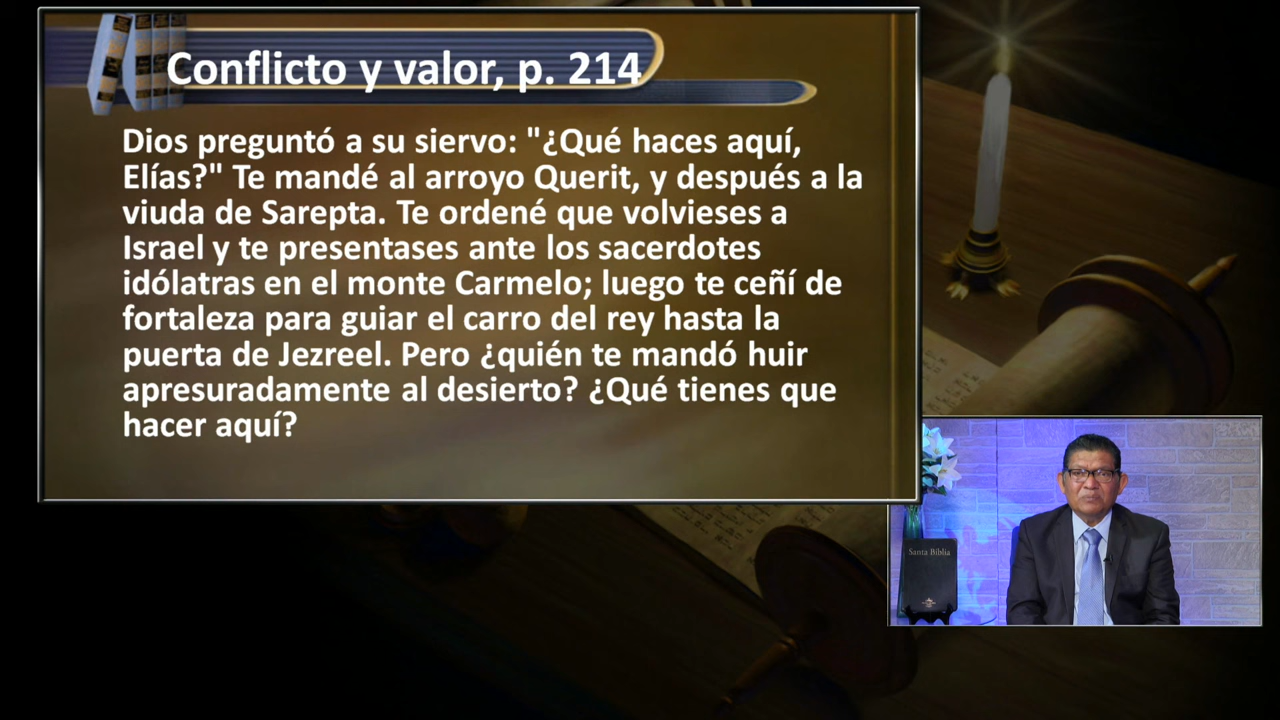 Conflicto y valor, p. 214
Dios preguntó a su siervo: "¿Qué haces aquí,
Elías?" Te mandé al arroyo Querit, y después a la
viuda de Sarepta. Te ordené que volvieses a
Israel y te presentases ante los sacerdotes
idólatras en el monte Carmelo; luego te ceñí de
fortaleza para guiar el carro del rey hasta la
puerta de Jezreel. Pero ¿quién te mandó huir
apresuradamente al desierto? ¿Qué tienes que
hacer aquí?
Santa Biblia